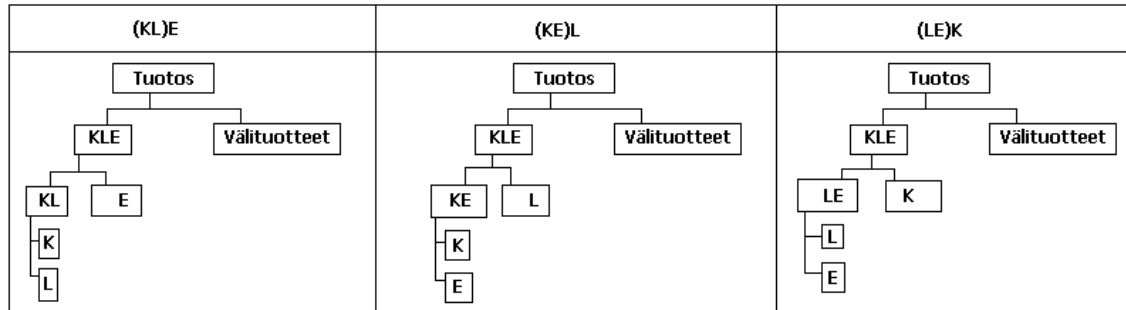 (KL)E
(KE)L
(LE)K
Tuotos
KLE
Välituotteet
KL
E
K
L
Tuotos
KLE
Välituotteet
KE
L
K
E
Tuotos
KLE
Välituotteet
LE
K
L
E